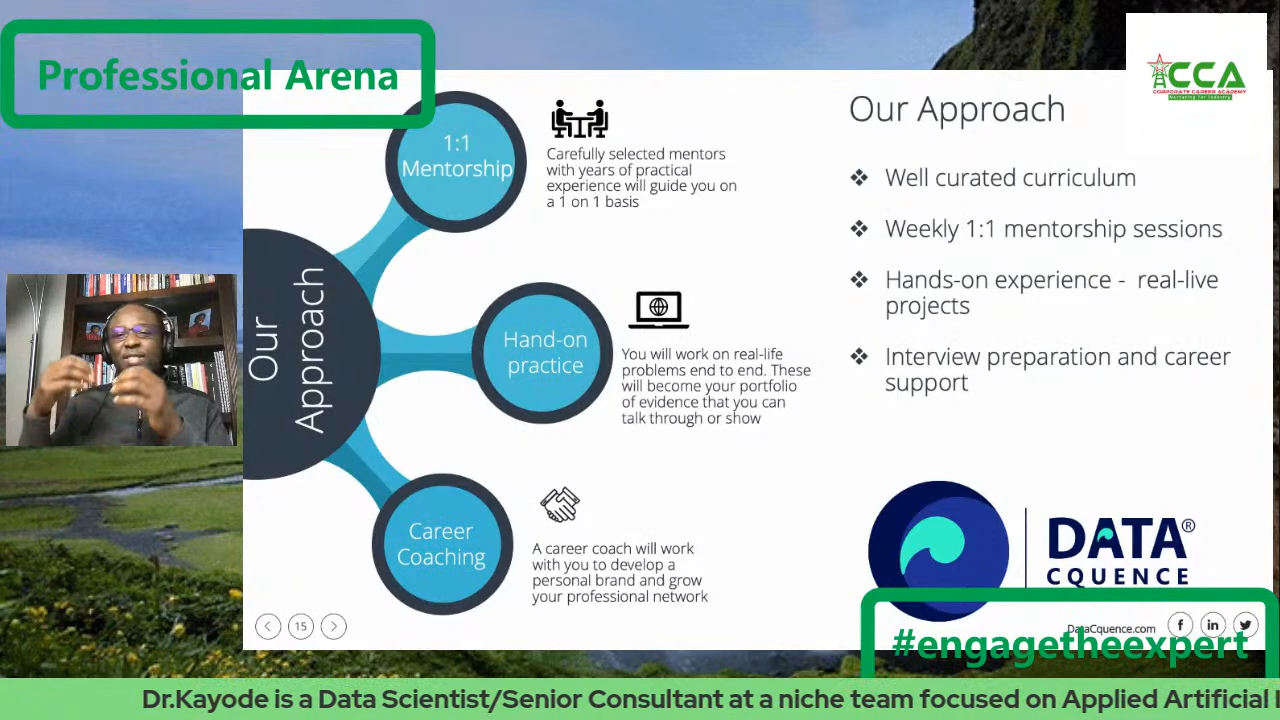 Professional Arena
CCA
CORPORATE CAREER ACADEMY
Our Approach
1:1
Mentorship
Carefully selected mentors
with years of practical
experience will guide you on
a 1 on 1 basis
Our
Approach
Hand-on
practice
You will work on real-life
problems end to end. These
will become your portfolio
of evidence that you can
talk through or show
Career
Coaching
A career coach will work
with you to develop a
personal brand and grow
your professional network
❖ Well curated curriculum
❖ Weekly 1:1 mentorship sessions
❖ Hands-on experience - real-live
projects
❖ Interview preparation and career
support
DATA®
CQUENCE
15
DataCquence.com
#engagetheexpert
Dr.Kayode is a Data Scientist/Senior Consultant at a niche team focused on Applied Artificial